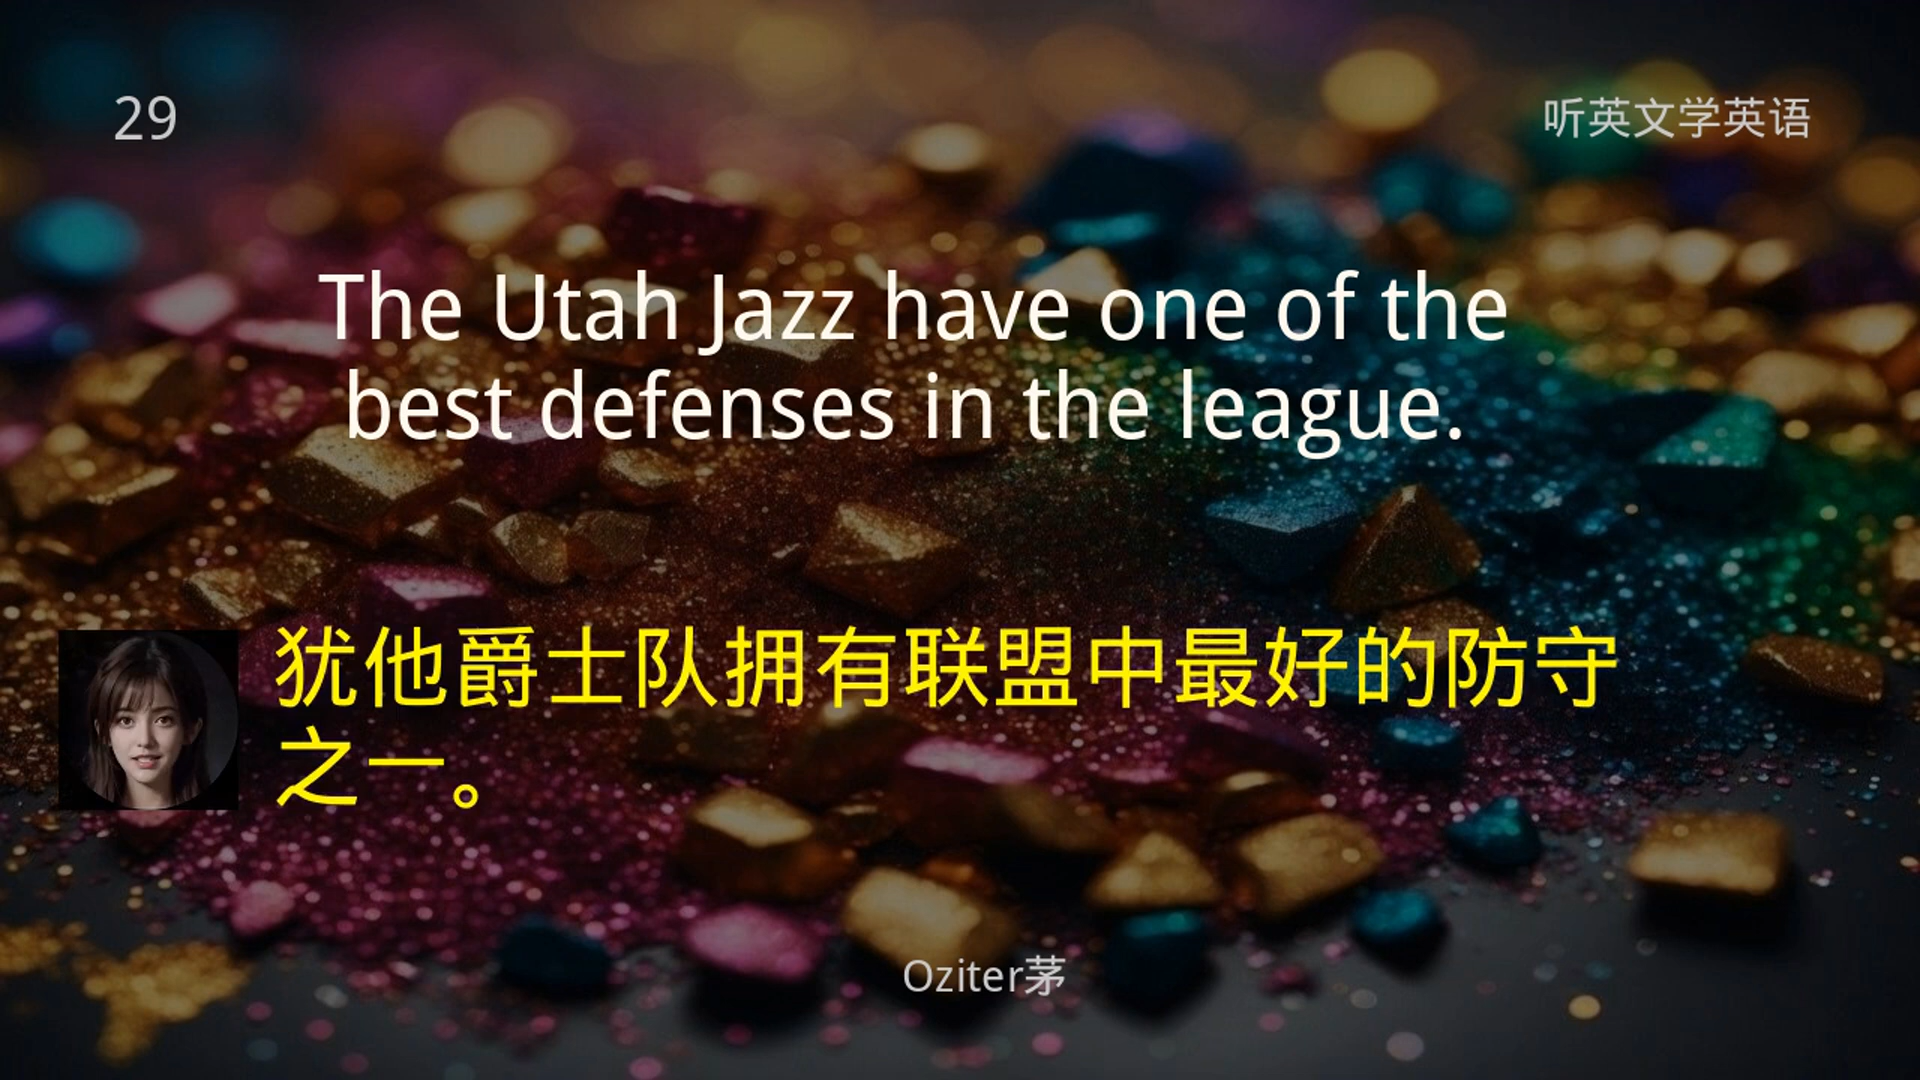 29
听英文学英语
The Utah Jazz have one of the
best defenses in the league.
犹他爵士队拥有联盟中最好的防守
之一。
Oziter茅